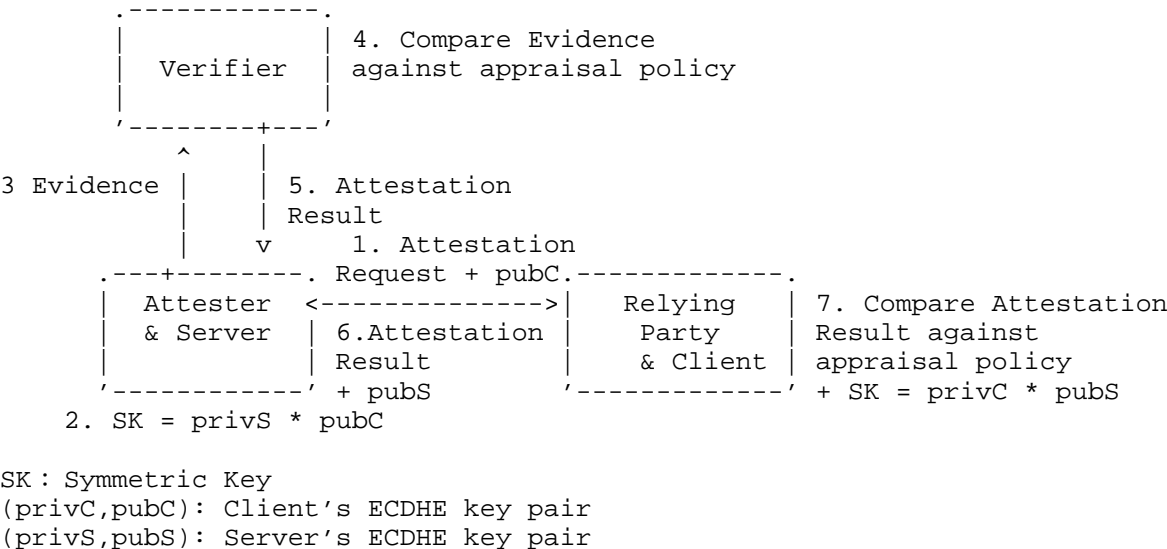 .------------.
|            | 4. Compare Evidence
|  Verifier  | against appraisal policy
|            |
'--------+---'
^    |
3 Evidence |    | 5. Attestation
|    | Result
|    v     1. Attestation
.---+--------. Request + pubC.-------------.
|  Attester  <-------------->|   Relying   | 7. Compare Attestation
|  & Server  | 6.Attestation |    Party    | Result against
|            | Result        |    & Client | appraisal policy
'------------' + pubS        '-------------' + SK = privC * pubS
2. SK = privS * pubC
SK: Symmetric Key
(privC,pubC): Client's ECDHE key pair
(privS,pubS): Server's ECDHE key pair